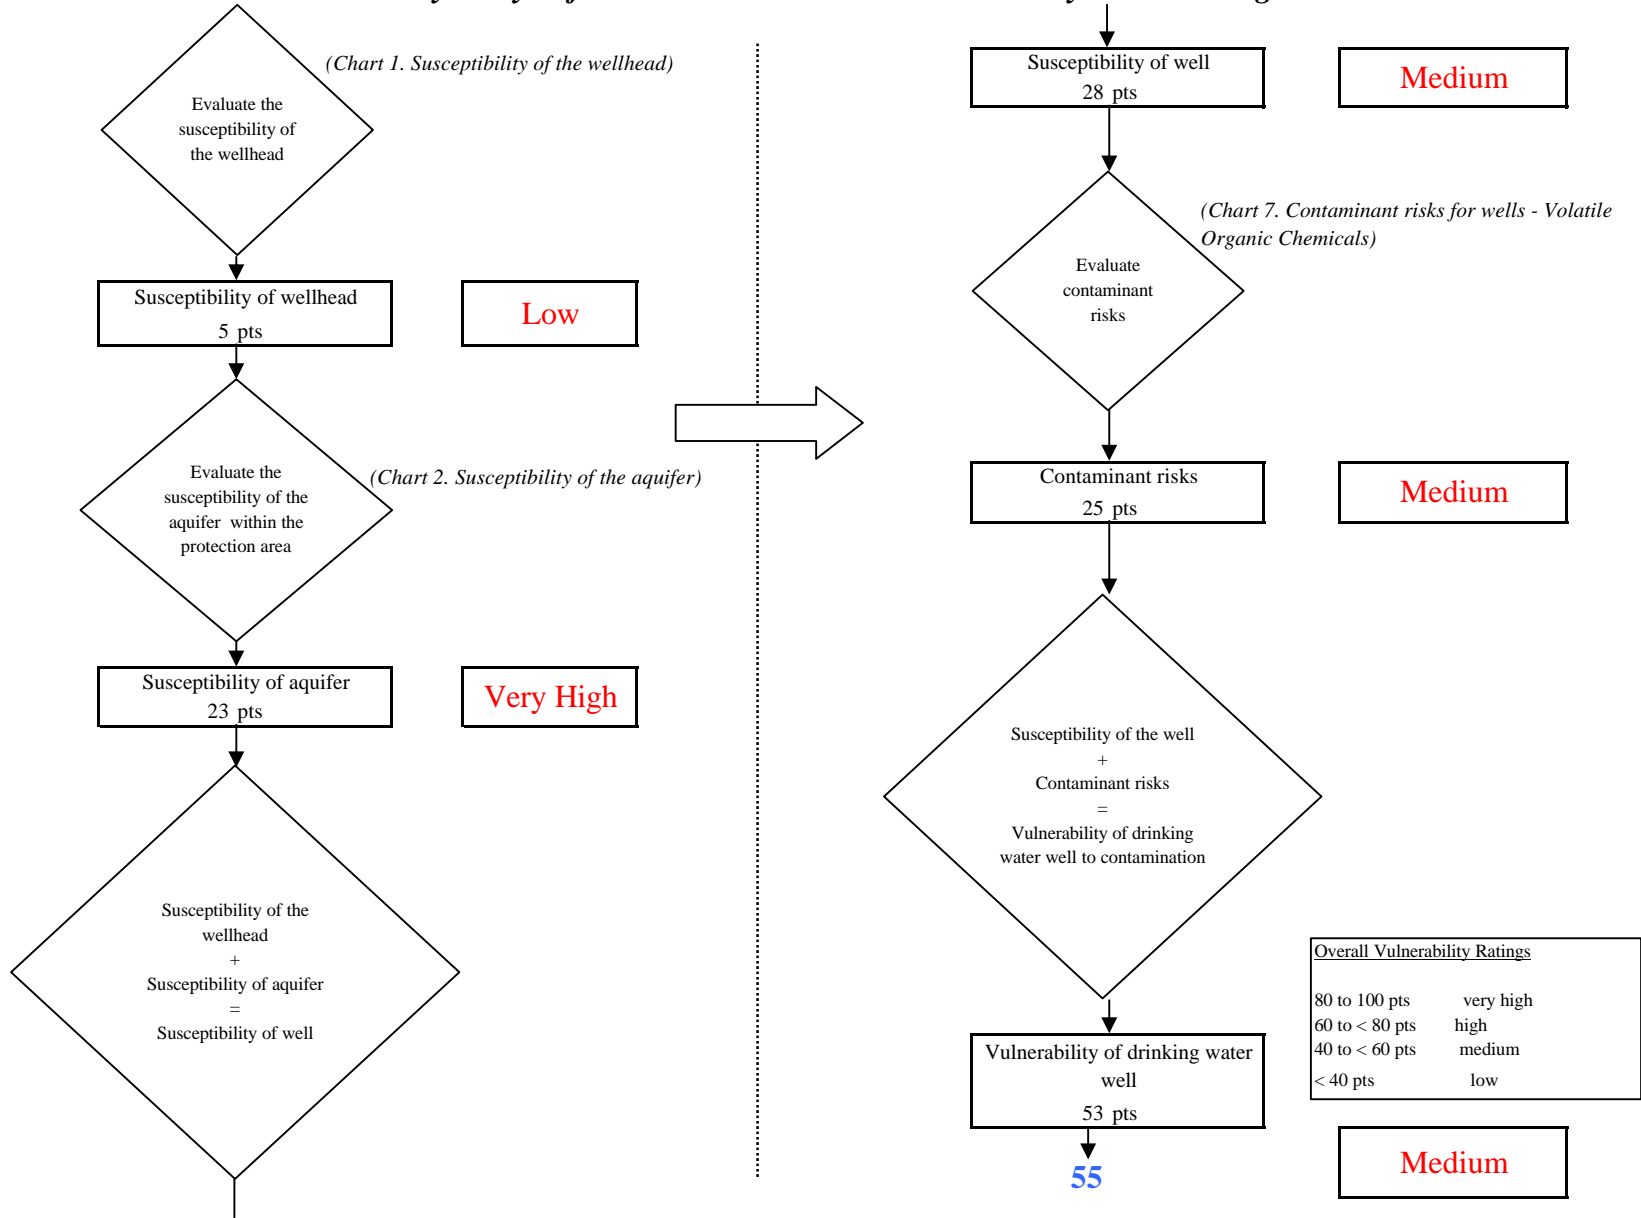 (Chart 1. Susceptibility of the wellhead)
Evaluate the
susceptibility of
the wellhead
Susceptibility of wellhead
5 pts
Low
Evaluate the
susceptibility of the
aquifer within the
protection area
(Chart 2. Susceptibility of the aquifer)
Susceptibility of aquifer
23 pts
Very High
Susceptibility of the
wellhead
+
Susceptibility of aquifer
=
Susceptibility of well
Susceptibility of well
28 pts
Medium
(Chart 7. Contaminant risks for wells - Volatile
Organic Chemicals)
Evaluate
contaminant
risks
Contaminant risks
25 pts
Medium
Susceptibility of the well
+
Contaminant risks
=
Vulnerability of drinking
water well to contamination
Overall Vulnerability Ratings
80 to 100 pts very high
60 to < 80 pts high
40 to < 60 pts medium
< 40 pts low
Vulnerability of drinking water
well
53 pts
55
Medium